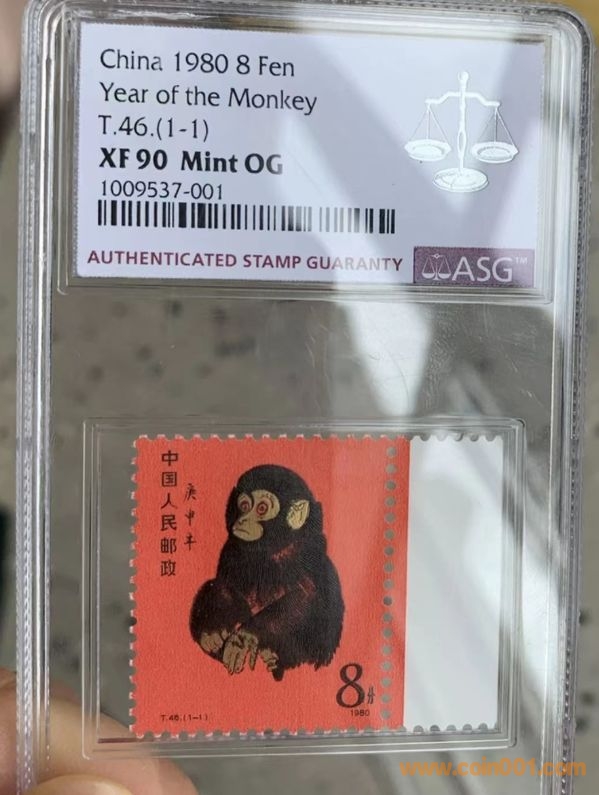 China 1980 8 Fen
Year of the Monkey
T.46.(1-1)
XF 90 Mint OG
1009537-001
AUTHENTICATED STAMP GUARANTY ASG™
中国人民邮政
庚申年
8分
1980
T.46.(1-1)
www.coin001.com